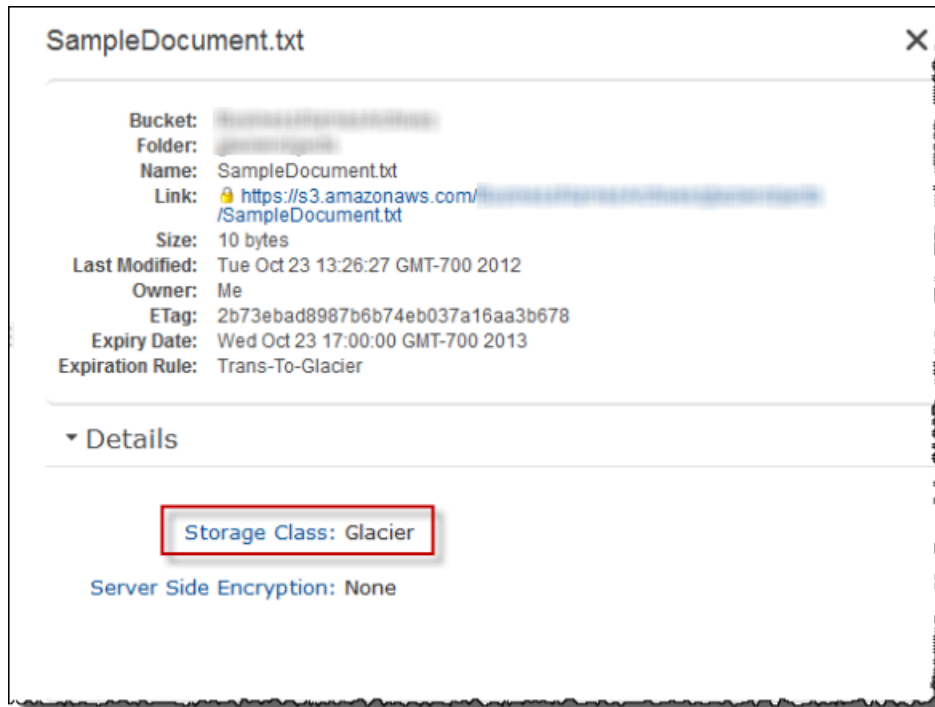 SampleDocument.txt
Bucket:
Folder:
Name: SampleDocument.txt
Link: https://s3.amazonaws.com/
/SampleDocument.txt
Size: 10 bytes
Last Modified: Tue Oct 23 13:26:27 GMT-700 2012
Owner: Me
ETag: 2b73ebad8987b6b74eb037a16aa3b678
Expiry Date: Wed Oct 23 17:00:00 GMT-700 2013
Expiration Rule: Trans-To-Glacier
Details
Storage Class: Glacier
Server Side Encryption: None